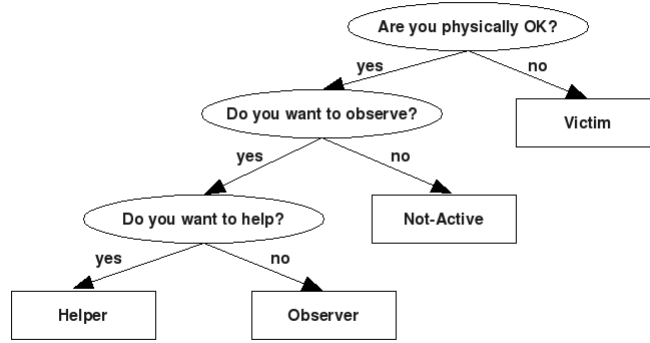 Are you physically OK?
yes
no
Do you want to observe?
Victim
yes
no
Do you want to help?
Not-Active
yes
no
Helper
Observer